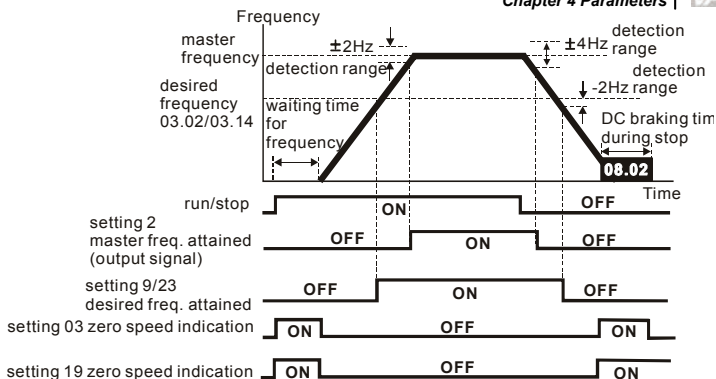 Chapter 4 Parameters |
Frequency
master
frequency
±2Hz
detection range
±4Hz
detection
range
detection
range
-2Hz
desired
frequency
03.02/03.14
waiting time
for
frequency
DC braking tim
during stop
08.02
Time
run/stop
ON
OFF
setting 2
master freq. attained
(output signal)
OFF
ON
OFF
setting 9/23
desired freq. attained
OFF
ON
OFF
setting 03 zero speed indication
ON
OFF
ON
setting 19 zero speed indication
ON
OFF
ON